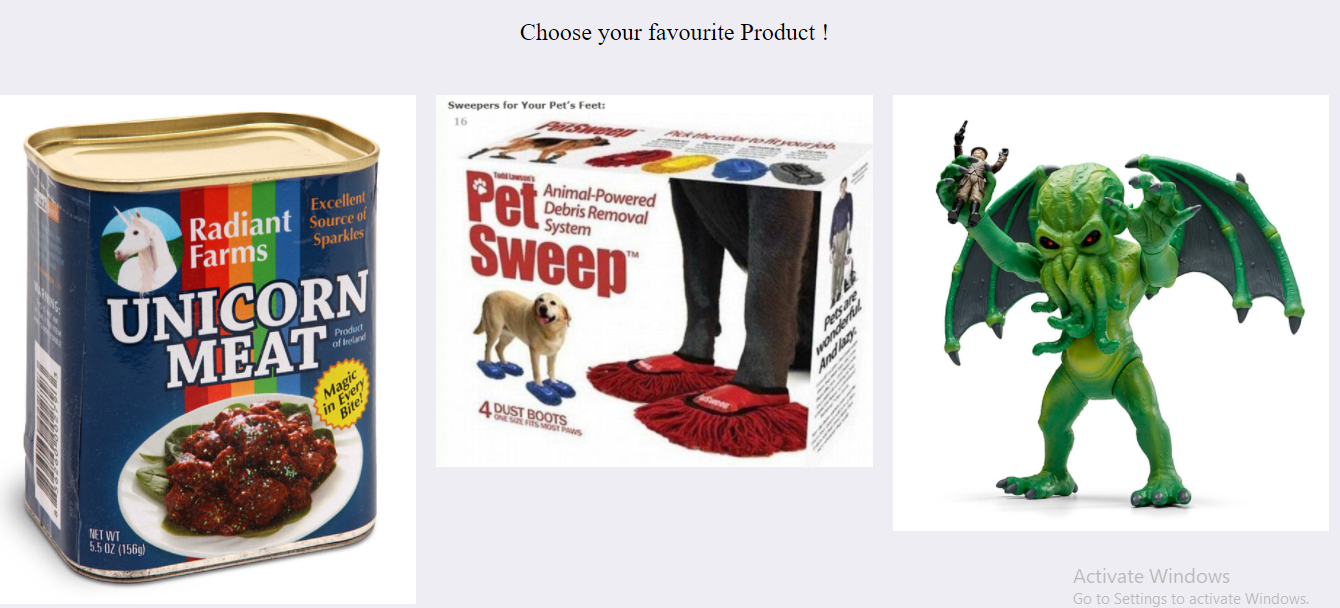 Choose your favourite Product !
Radiant
Farms
Excellent
Source of
Sparkles
UNICORN
MEAT
Product
of Ireland
Magic
in Every
Bite!
NET WT
5.5 OZ (156g)
Sweepers for Your Pet's Feet:
16
PetSweep
Pick the color to fit your job.
Todd Lawson's
Pet
Sweep™
Animal-Powered
Debris Removal
System
4 DUST BOOTS
ONE SIZE FITS MOST PAWS
PetSweep
Pets are
wonderful.
And lazy.
Activate Windows
Go to Settings to activate Windows.